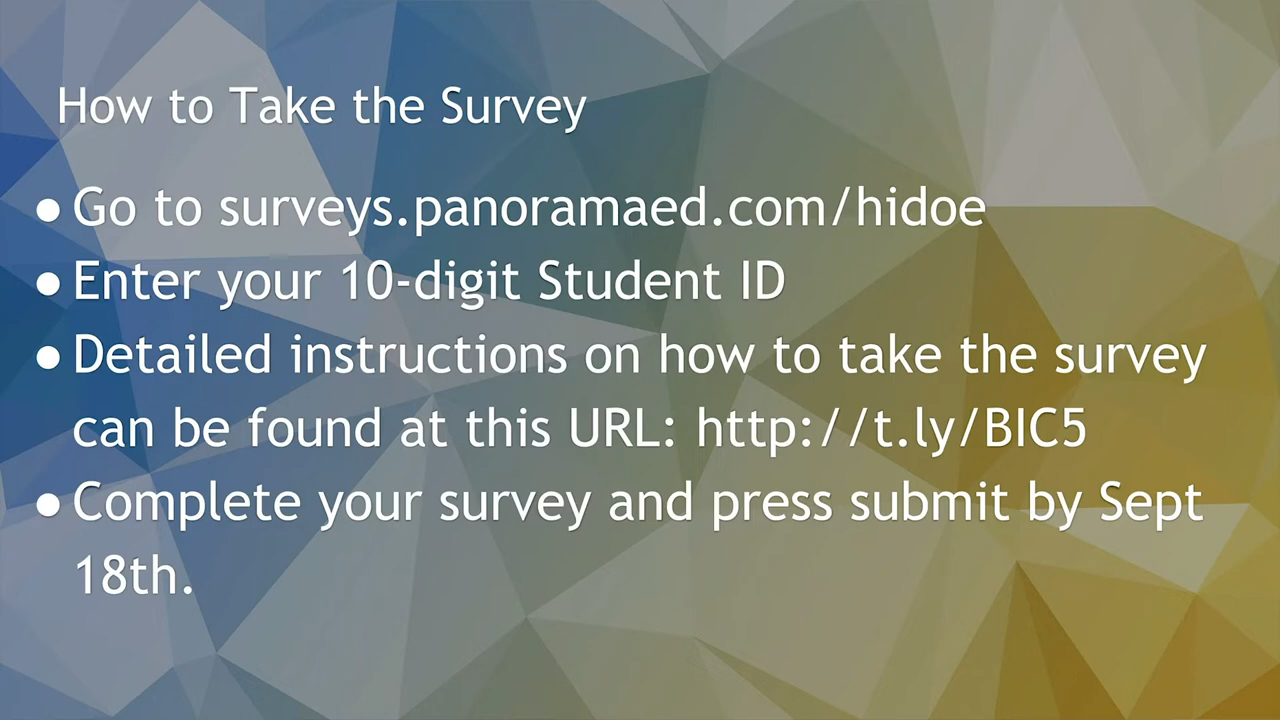 How to Take the Survey
● Go to surveys.panoramaed.com/hidoe
● Enter your 10-digit Student ID
● Detailed instructions on how to take the survey
can be found at this URL: http://t.ly/BIC5
● Complete your survey and press submit by Sept
18th.